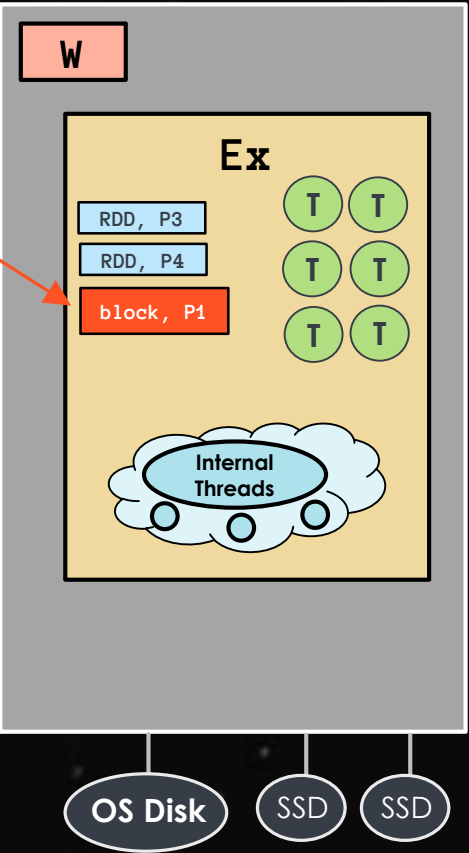 W
Ex
RDD, P3
RDD, P4
block, P1
T T
T T
T T
Internal
Threads
OS Disk
SSD
SSD